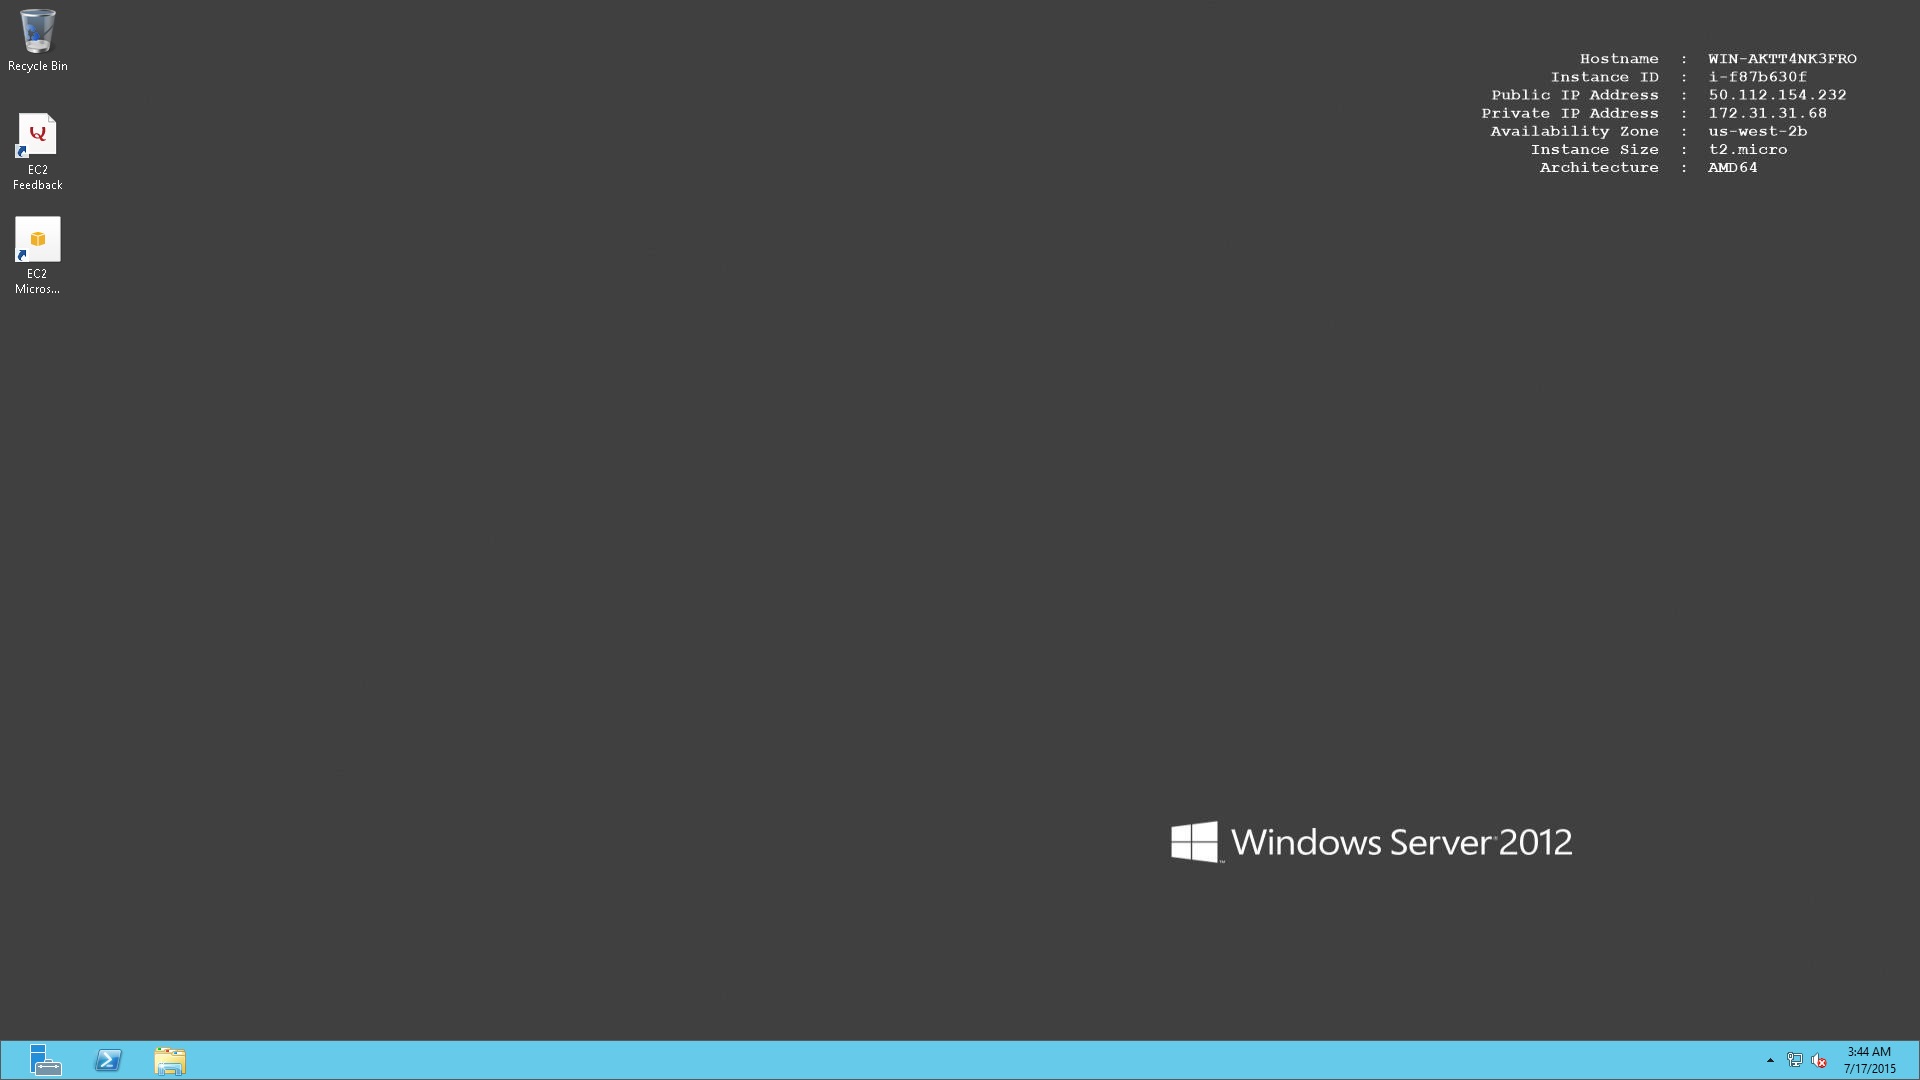 Recycle Bin
EC2
Feedback
EC2
Micros...
Hostname : WIN-AKTT4NK3FRO
Instance ID : i-f87b630f
Public IP Address : 50.112.154.232
Private IP Address : 172.31.31.68
Availability Zone : us-west-2b
Instance Size : t2.micro
Architecture : AMD64
Windows Server 2012
3:44 AM
7/17/2015